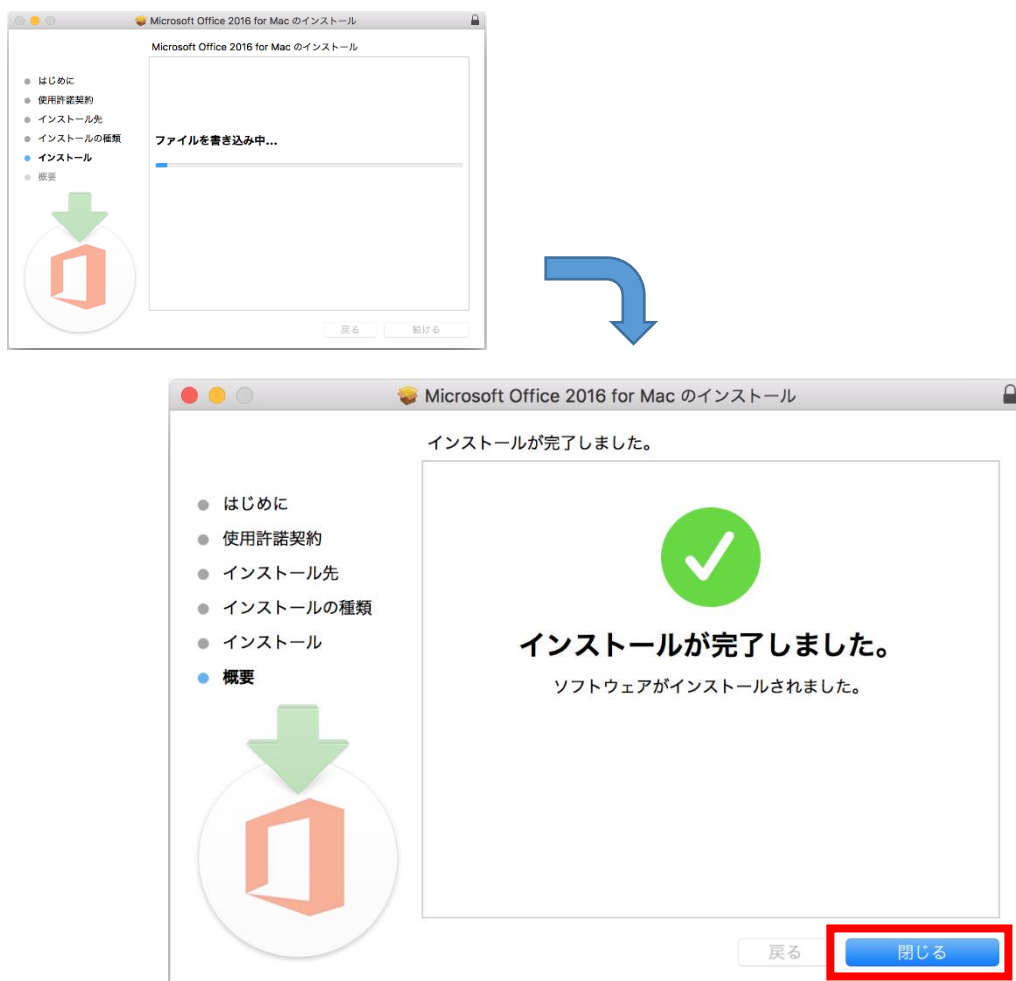 Microsoft Office 2016 for Mac のインストール
Microsoft Office 2016 for Mac のインストール
はじめに
使用許諾契約
インストール先
インストールの種類
インストール
概要
ファイルを書き込み中...
戻る
続ける
Microsoft Office 2016 for Mac のインストール
インストールが完了しました。
はじめに
使用許諾契約
インストール先
インストールの種類
インストール
概要
インストールが完了しました。
ソフトウェアがインストールされました。
戻る
閉じる